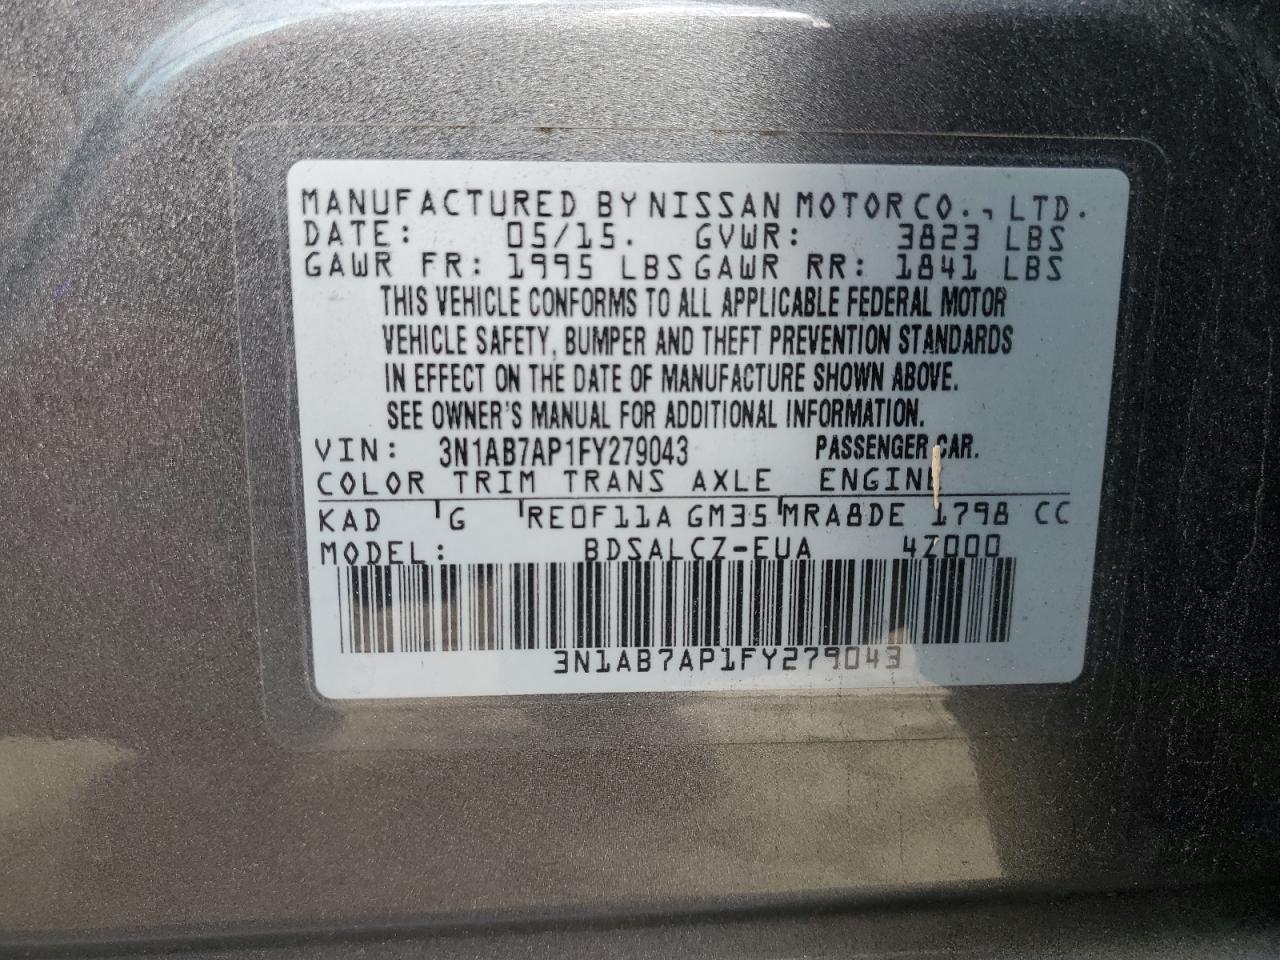 MANUFACTURED BY NISSAN MOTOR CO., LTD.
DATE: 05/15. GVWR: 3823 LBS
GAWR FR: 1995 LBS GAWR RR: 1841 LBS
THIS VEHICLE CONFORMS TO ALL APPLICABLE FEDERAL MOTOR
VEHICLE SAFETY, BUMPER AND THEFT PREVENTION STANDARDS
IN EFFECT ON THE DATE OF MANUFACTURE SHOWN ABOVE.
SEE OWNER'S MANUAL FOR ADDITIONAL INFORMATION.
VIN: 3N1AB7AP1FY279043 PASSENGER CAR.
COLOR TRIM TRANS AXLE ENGINE
KAD G RE0F11A GM35 MRA8DE 1798 CC
MODEL: BDSALCZ-EUA 4Z000
3N1AB7AP1FY279043